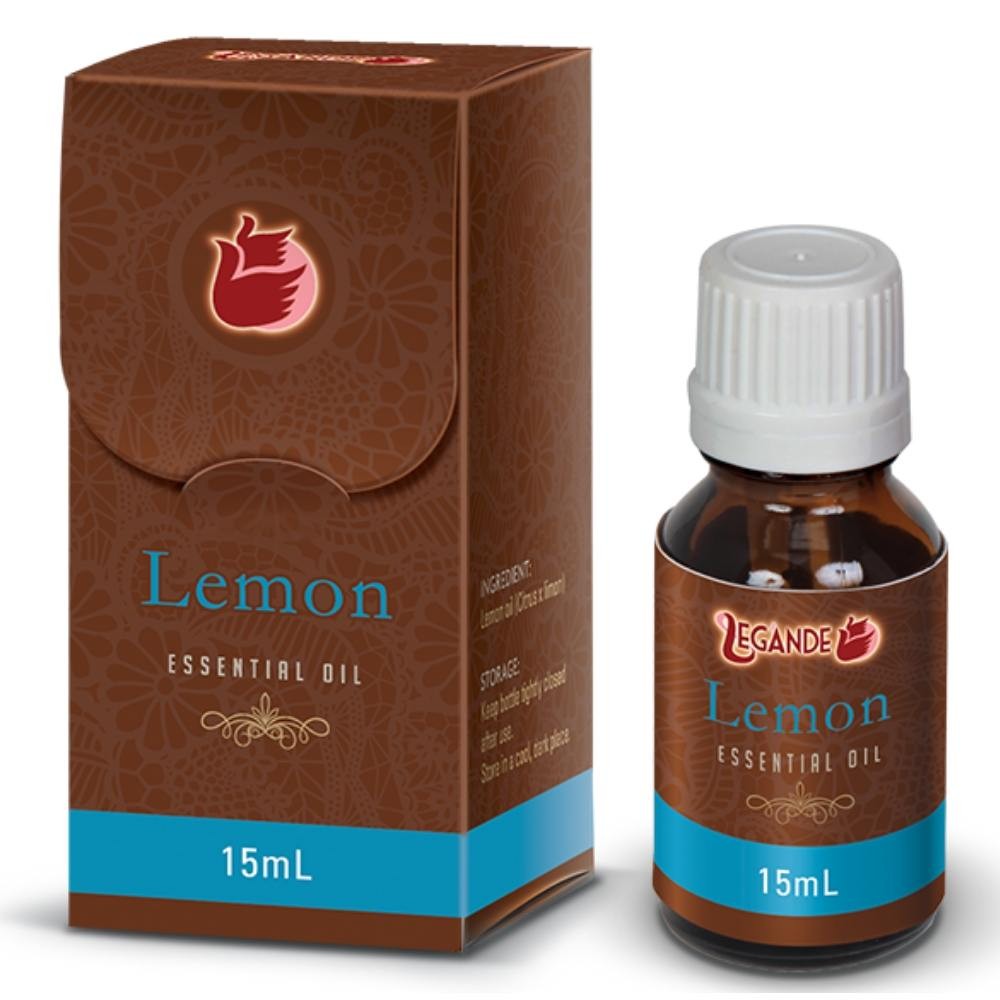 Lemon
ESSENTIAL OIL
15mL
INGREDIENT:
Lemon oil (Citrus x limon)
STORAGE:
Keep bottle tightly closed
after use.
Store in a cool, dark place.
LEGANDE
Lemon
ESSENTIAL OIL
15mL